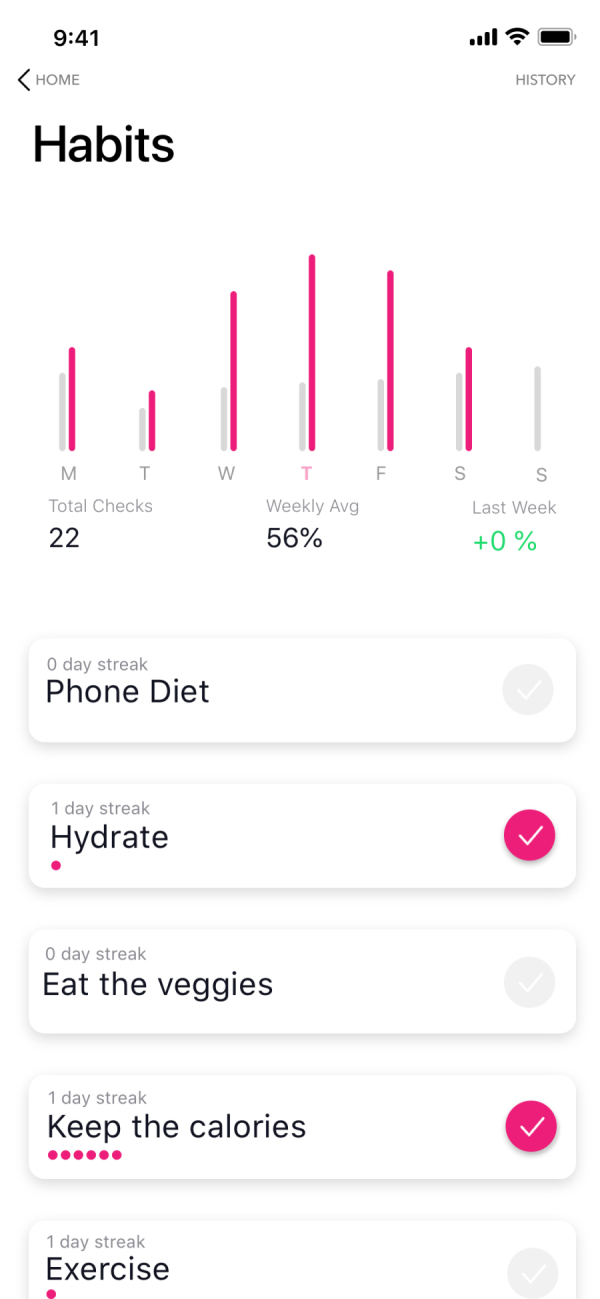 9:41
HOME
HISTORY
Habits
M T W T F S S
Total Checks
Weekly Avg
Last Week
22
56%
+0 %
0 day streak
Phone Diet
1 day streak
Hydrate
0 day streak
Eat the veggies
1 day streak
Keep the calories
1 day streak
Exercise